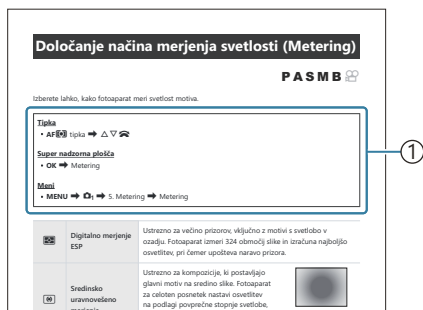 Določanje načina merjenja svetlosti (Metering)
PASMB
Izberete lahko, kako fotoaparat meri svetlost motiva.
Tipka
• AF tipka ➡ △ ▽
Super nadzorna plošča
• OK ➡ Metering
Meni
• MENU ➡ 1 ➡ 5. Metering ➡ Metering
1
Digitalno merjenje
ESP
Ustrezno za večino prizorov, vključno z motivi s svetlobo v
ozadju. Fotoaparat izmeri 324 območij slike in izračuna najboljšo
osvetlitev, pri čemer upošteva naravo prizora.
Sredinsko
uravnoteženo
Ustrezno za kompozicije, ki postavljajo
glavni motiv na sredino slike. Fotoaparat
za celoten posnetek nastavi osvetlitev
na podlagi povprečne stopnje svetlobe,